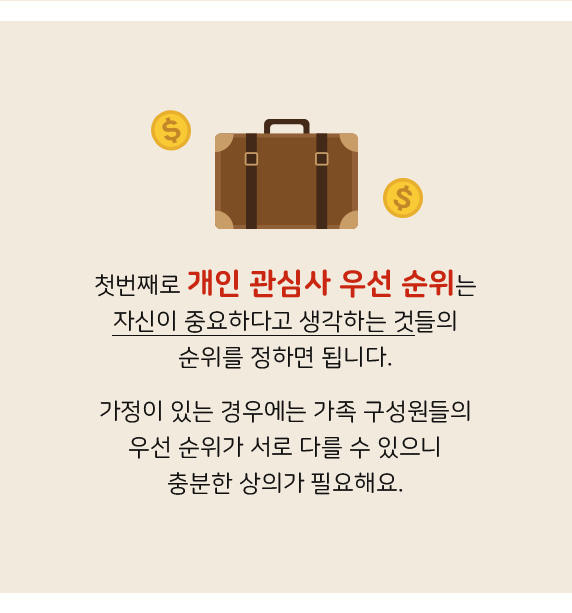 첫번째로 개인 관심사 우선 순위는
자신이 중요하다고 생각하는 것들의
순위를 정하면 됩니다.
가정이 있는 경우에는 가족 구성원들의
우선 순위가 서로 다를 수 있으니
충분한 상의가 필요해요.